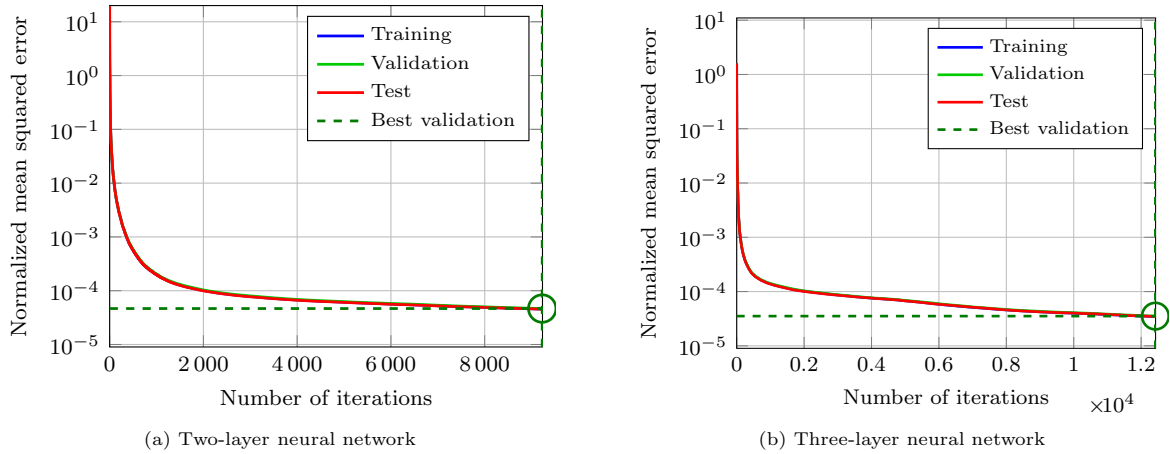 Normalized mean squared error
10^1
10^0
10^-1
10^-2
10^-3
10^-4
10^-5
Training
Validation
Test
Best validation
0
2 000
4 000
6 000
8 000
Number of iterations
(a) Two-layer neural network
Normalized mean squared error
10^1
10^0
10^-1
10^-2
10^-3
10^-4
10^-5
Training
Validation
Test
Best validation
0
0.2
0.4
0.6
0.8
1
1.2
Number of iterations
×10^4
(b) Three-layer neural network